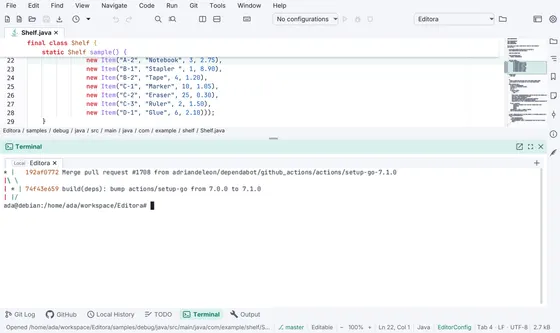 File Edit View Navigate Code Run Refactor Git Tools Window Help
No configurations
Editora
Shelf.java ×
final class Shelf {
static Shelf sample() {
22 new Item("A-2", "Notebook", 3, 2.75),
23 new Item("B-1", "Stapler ", 1, 8.90),
24 new Item("B-2", "Tape", 4, 1.20),
25 new Item("C-1", "Marker", 10, 1.05),
26 new Item("C-2", "Eraser", 25, 0.30),
27 new Item("C-3", "Ruler", 2, 1.50),
28 new Item("D-1", "Glue", 6, 2.10)));
29 }
Editora / samples / debug / java / src / main / java / com / example / shelf / Shelf.java
Terminal
Local Editora ×
* | 192af0772 Merge pull request #1708 from adriandeleon/dependabot/github_actions/actions/setup-go-7.1.0
|\ \
| * | 74f43e659 build(deps): bump actions/setup-go from 7.0.0 to 7.1.0
| |/
ada@debian:/home/ada/workspace/Editora#
Git Log GitHub Local History TODO Terminal Output
Opened /home/ada/workspace/Editora/samples/debug/java/src/main/java/com/example/shelf/S… master Editable − 100% + Ln 22, Col 1 Java EditorConfig Tab 4 LF UTF-8 2.7 kB